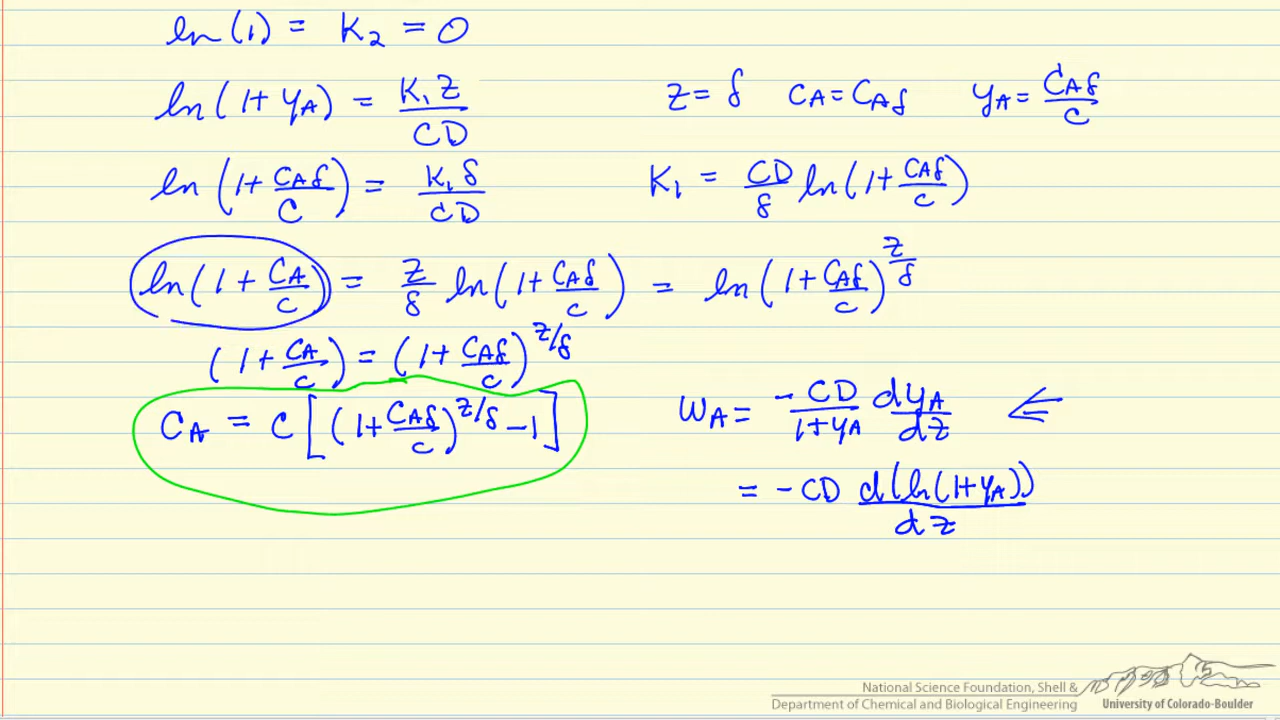 ln(1) = K₂ = 0
ln(1 + yA) = K₁z/CD    z = δ    CA = CAδ    yA = CAδ/C
ln(1 + CAδ/C) = K₁δ/CD    K₁ = CD/δ ln(1 + CAδ/C)
ln(1 + CA/C) = z/δ ln(1 + CAδ/C) = ln(1 + CAδ/C)^(z/δ)
(1 + CA/C) = (1 + CAδ/C)^(z/δ)
CA = C[(1 + CAδ/C)^(z/δ) − 1]    WA = −CD/(1 + yA) dyA/dz ⇐
= −CD d(ln(1 + yA))/dz
National Science Foundation, Shell &
Department of Chemical and Biological Engineering
University of Colorado-Boulder